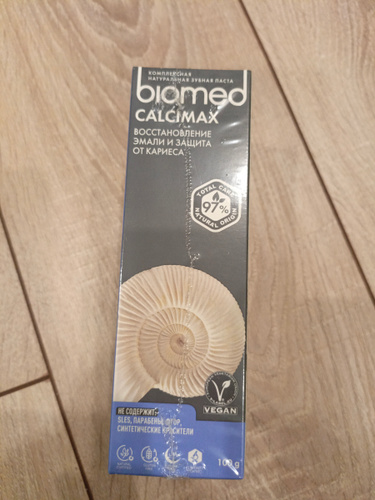 КОМПЛЕКСНАЯ
НАТУРАЛЬНАЯ ЗУБНАЯ ПАСТА
biomed
CALCIMAX
ВОССТАНОВЛЕНИЕ
ЭМАЛИ И ЗАЩИТА
ОТ КАРИЕСА
TOTAL CARE
97%
NATURAL ORIGIN
VEGAN
НЕ СОДЕРЖИТ:
SLES, ПАРАБЕНЫ, ФТОР,
СИНТЕТИЧЕСКИЕ КРАСИТЕЛИ
100 g